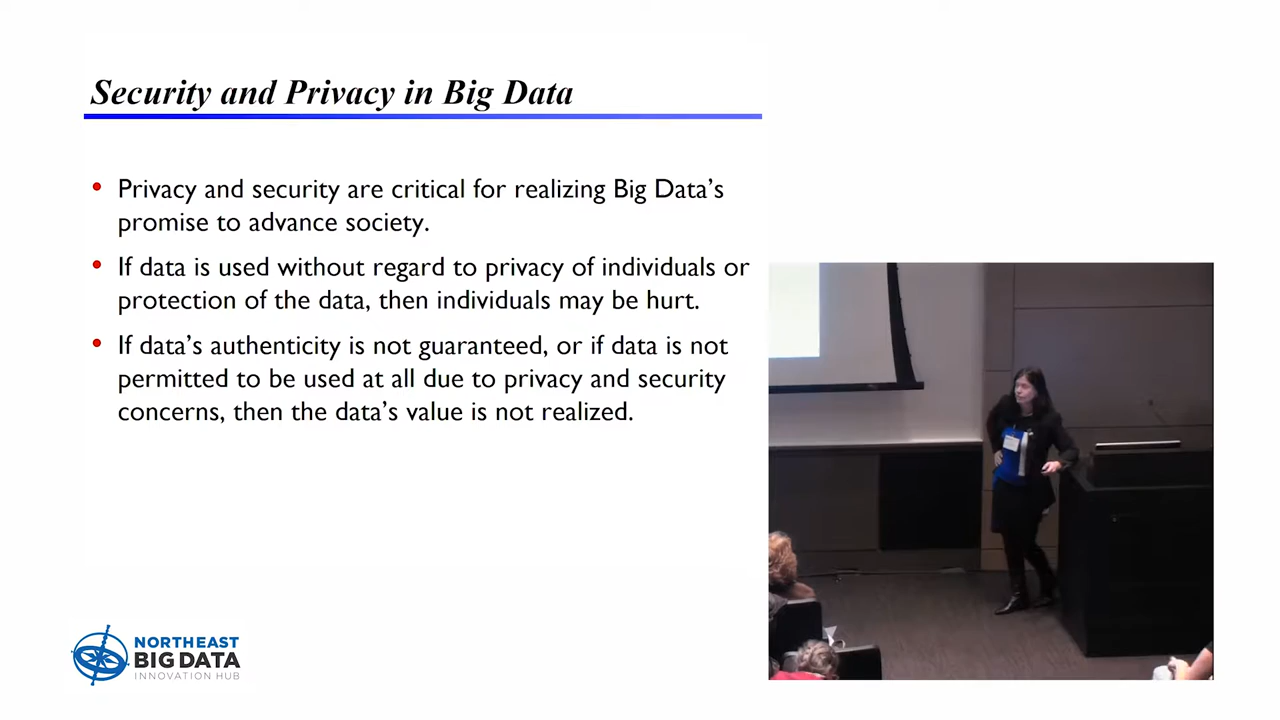 Security and Privacy in Big Data
• Privacy and security are critical for realizing Big Data's
promise to advance society.
• If data is used without regard to privacy of individuals or
protection of the data, then individuals may be hurt.
• If data's authenticity is not guaranteed, or if data is not
permitted to be used at all due to privacy and security
concerns, then the data's value is not realized.
NORTHEAST
BIG DATA
INNOVATION HUB